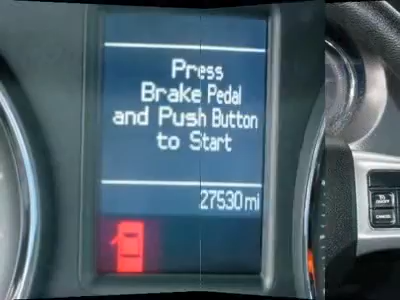 Press
Brake Pedal
and Push Button
to Start
27530 mi
CANCEL